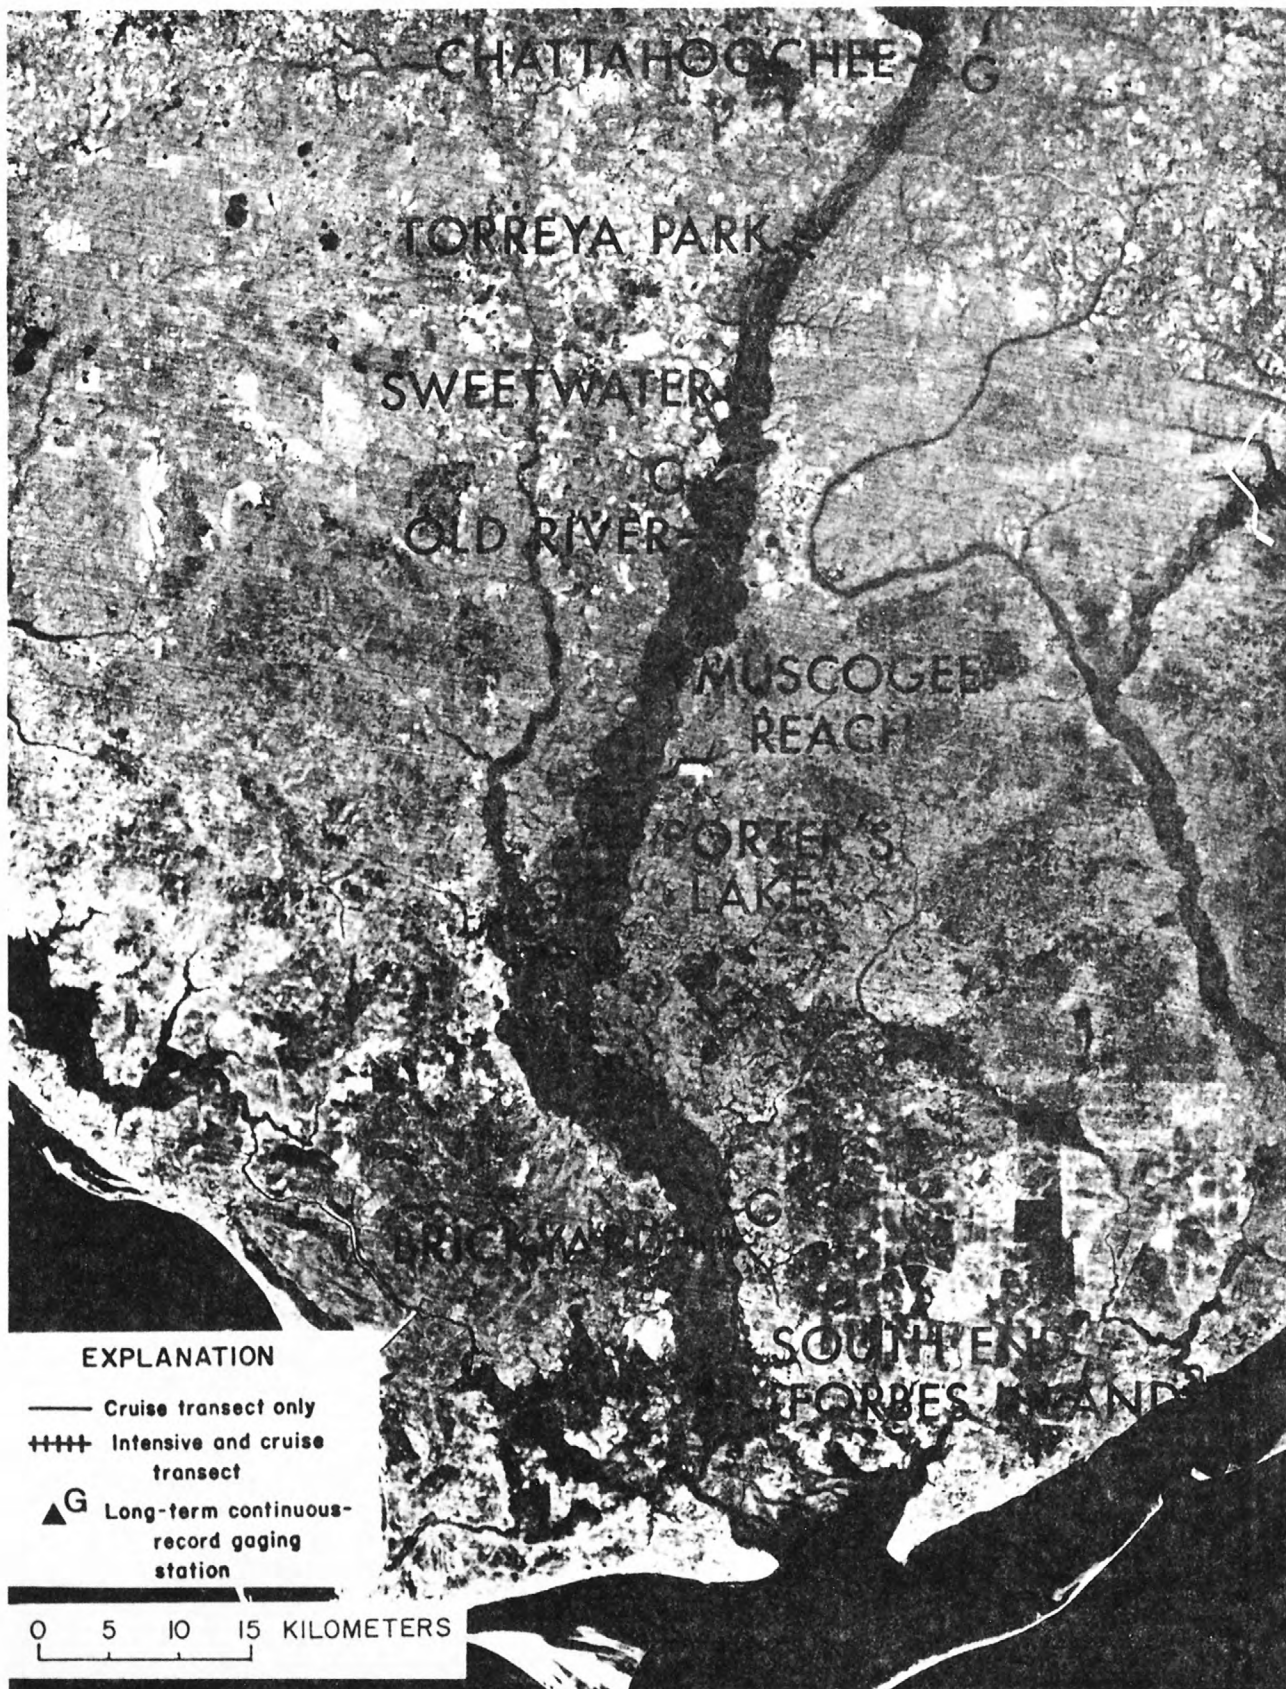 CHATTAHOOCHEE
G
TORREYA PARK
SWEETWATER
G
OLD RIVER
MUSCOGEE
REACH
PORTER'S
LAKE
G
G
BRICKYARD
SOUTH END
FORBES ISLAND
EXPLANATION
Cruise transect only
Intensive and cruise
transect
G
Long-term continuous-
record gaging
station
0 5 10 15 KILOMETERS